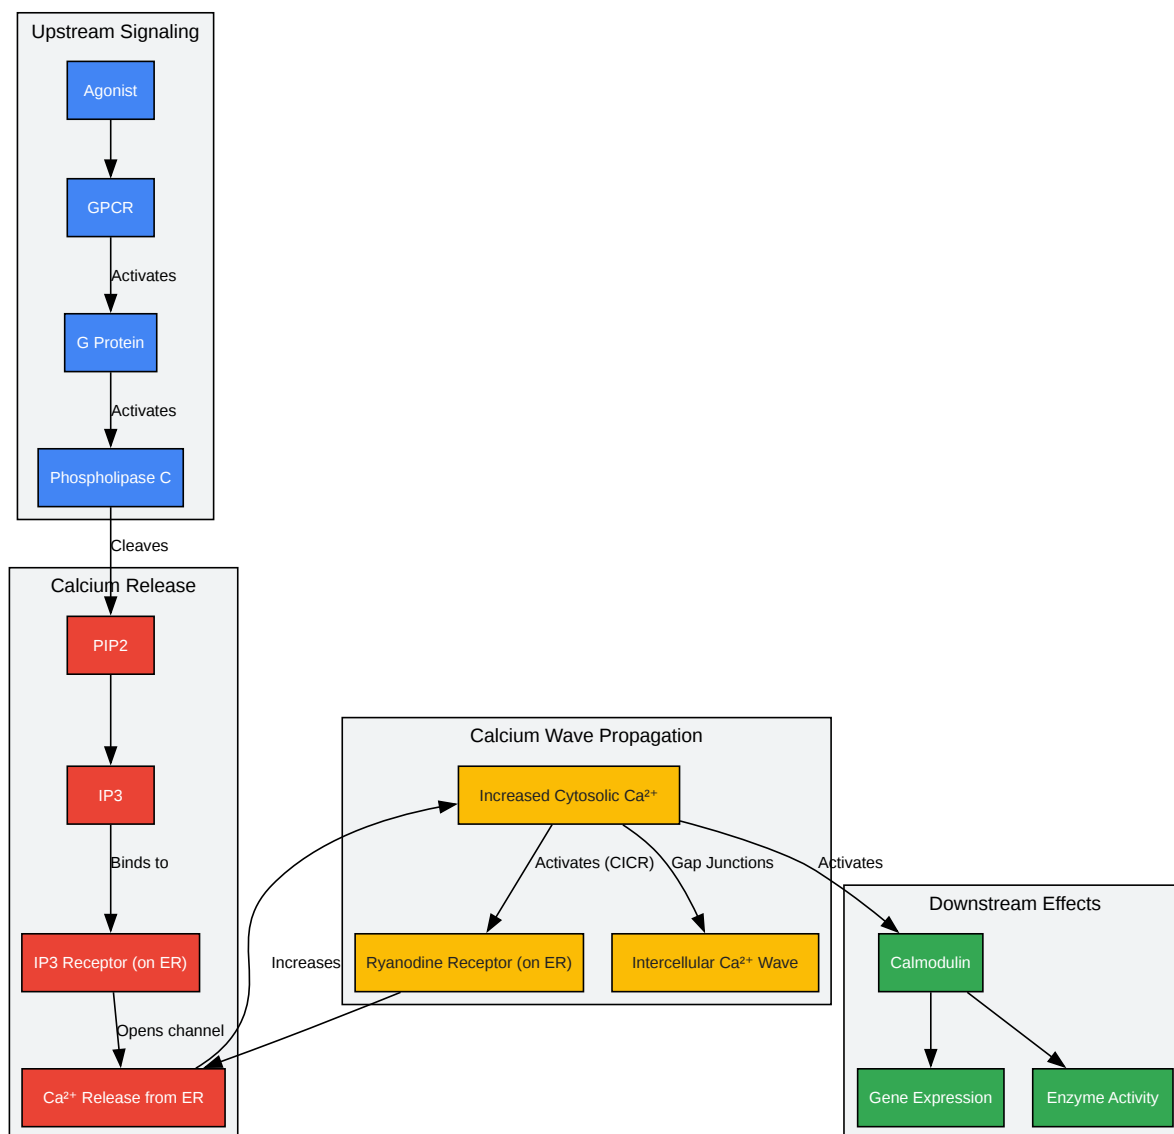 Upstream Signaling
Agonist
GPCR
Activates
G Protein
Activates
Phospholipase C
Cleaves
Calcium Release
PIP2
IP3
Binds to
IP3 Receptor (on ER)
Opens channel
Ca²⁺ Release from ER
Increases
Calcium Wave Propagation
Increased Cytosolic Ca²⁺
Activates (CICR)
Gap Junctions
Activates
Ryanodine Receptor (on ER)
Intercellular Ca²⁺ Wave
Downstream Effects
Calmodulin
Gene Expression
Enzyme Activity